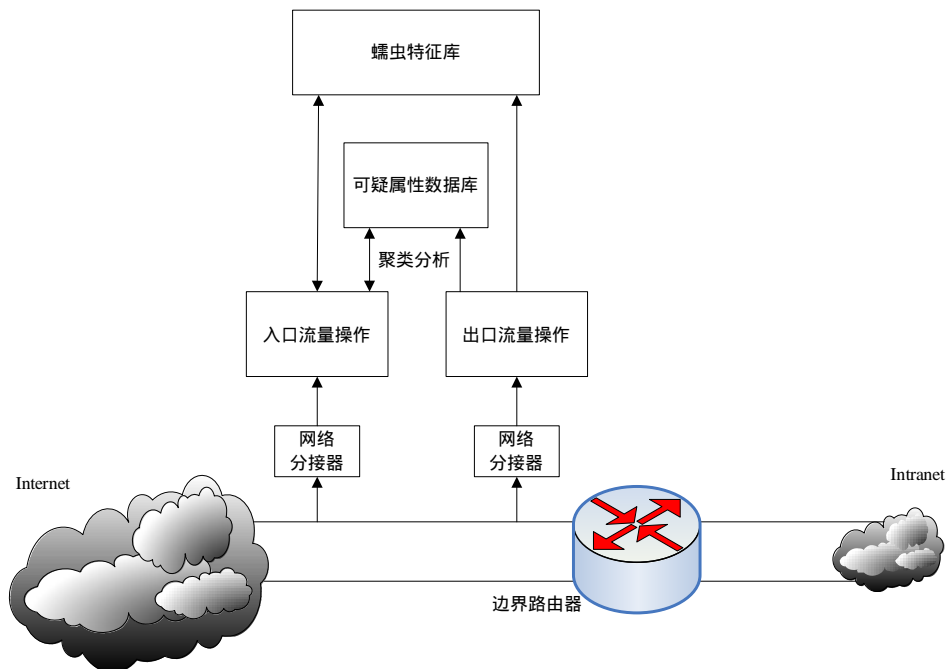 蠕虫特征库
可疑属性数据库
聚类分析
入口流量操作
出口流量操作
网络
分接器
网络
分接器
Internet
Intranet
边界路由器